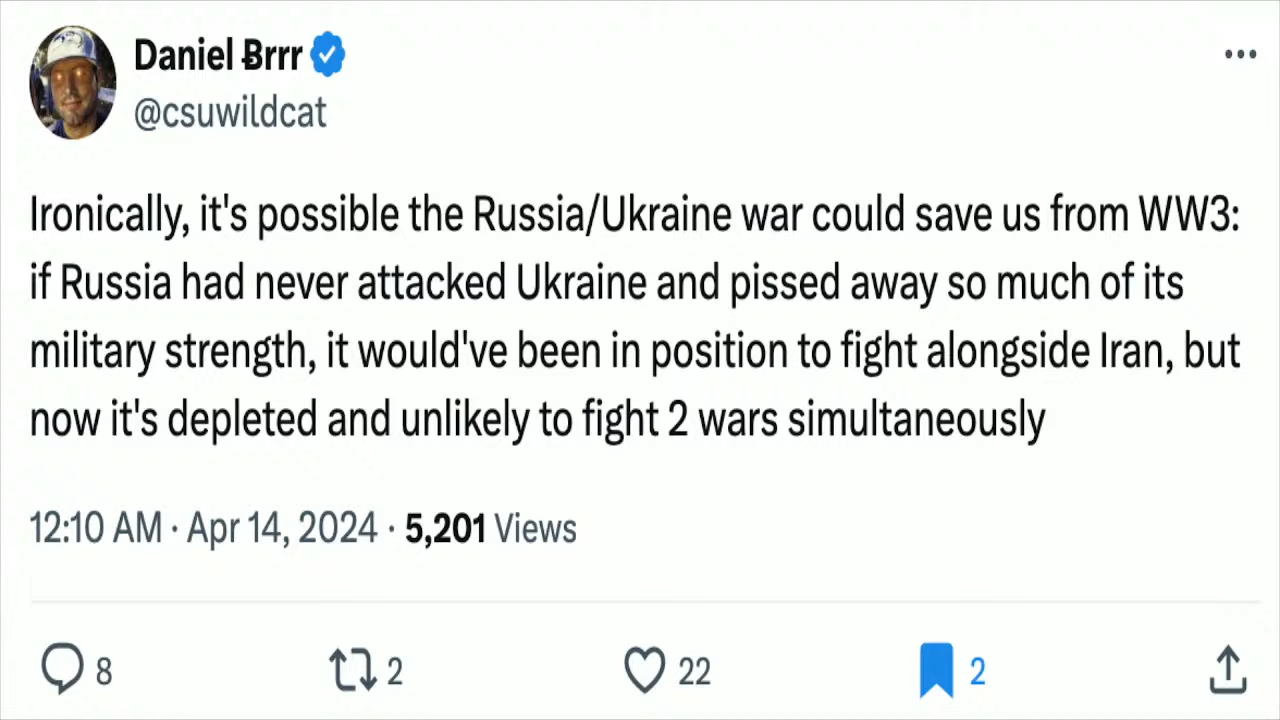 Daniel Ƀrrr
@csuwildcat
Ironically, it's possible the Russia/Ukraine war could save us from WW3:
if Russia had never attacked Ukraine and pissed away so much of its
military strength, it would've been in position to fight alongside Iran, but
now it's depleted and unlikely to fight 2 wars simultaneously
12:10 AM · Apr 14, 2024 · 5,201 Views
8 2 22 2